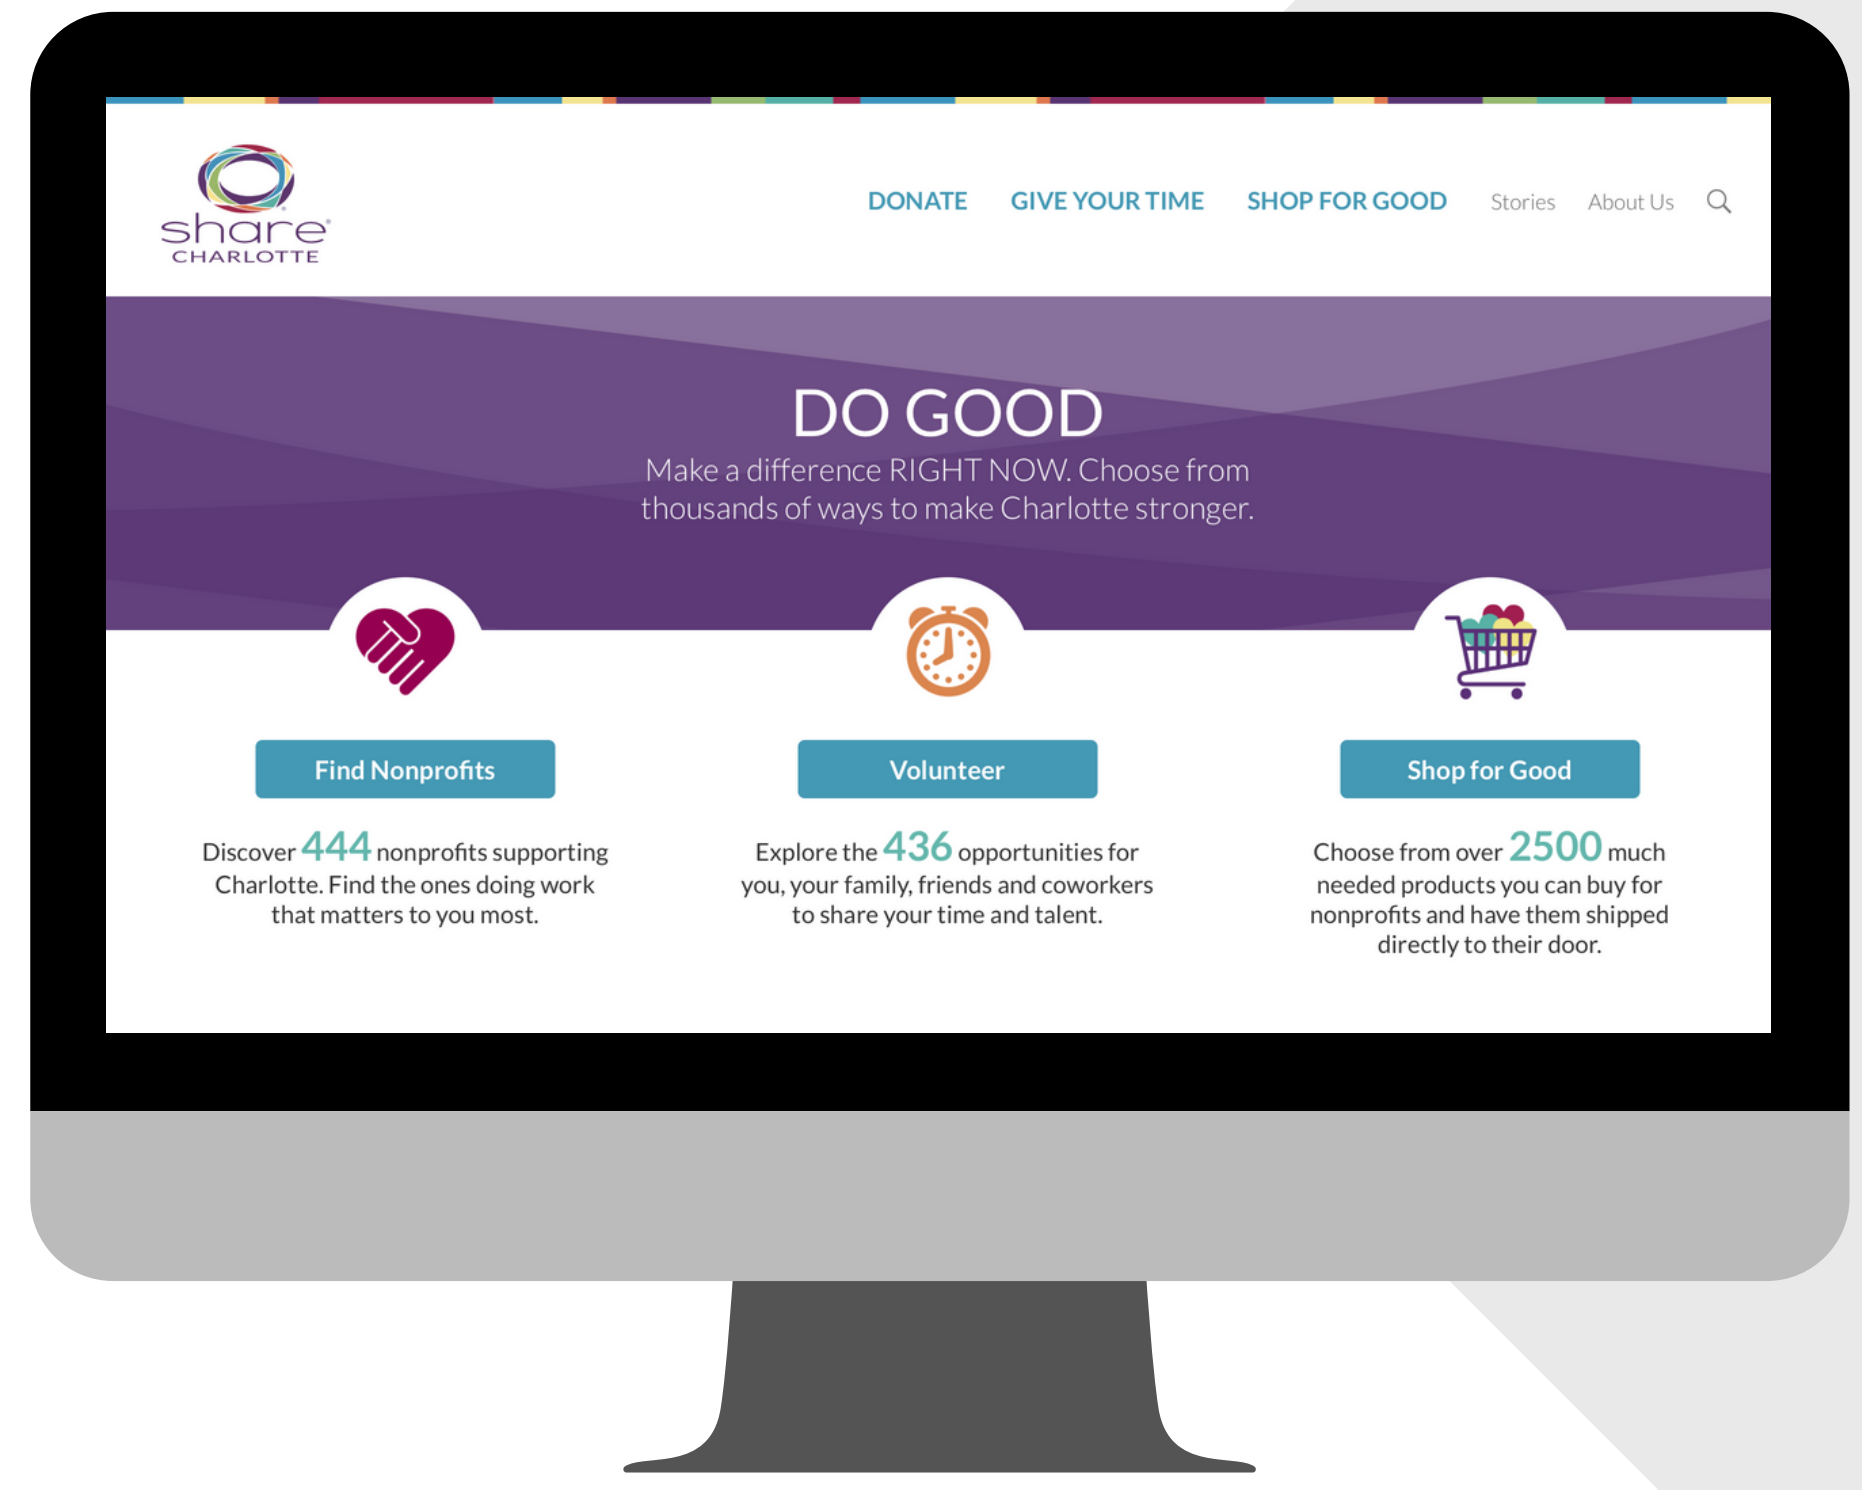 share®
CHARLOTTE
DONATE GIVE YOUR TIME SHOP FOR GOOD Stories About Us
DO GOOD
Make a difference RIGHT NOW. Choose from
thousands of ways to make Charlotte stronger.
Find Nonprofits
Discover 444 nonprofits supporting
Charlotte. Find the ones doing work
that matters to you most.
Volunteer
Explore the 436 opportunities for
you, your family, friends and coworkers
to share your time and talent.
Shop for Good
Choose from over 2500 much
needed products you can buy for
nonprofits and have them shipped
directly to their door.